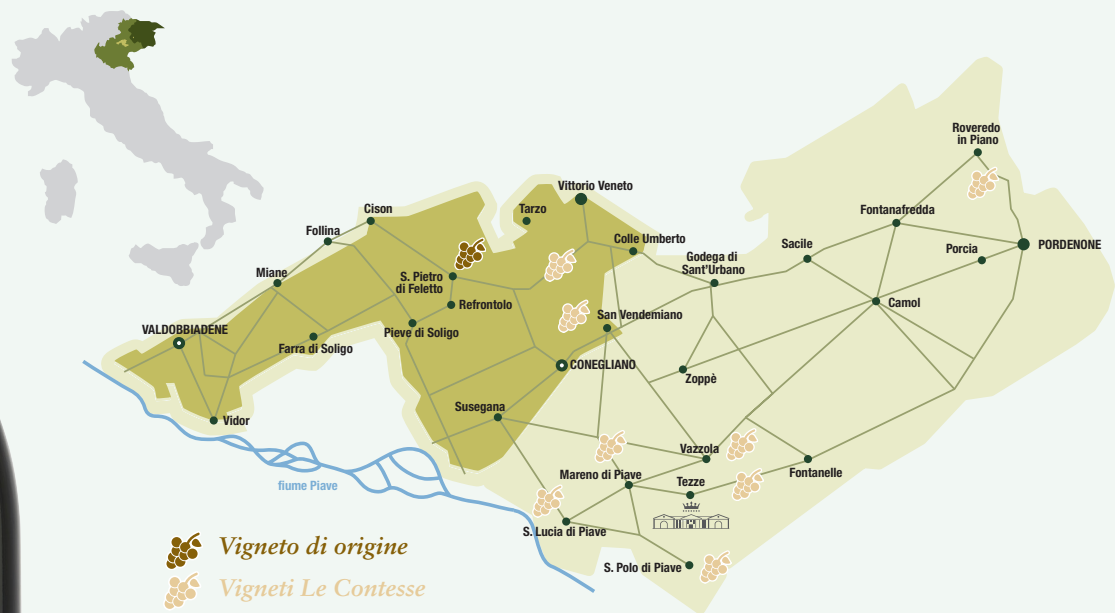 Roveredo
in Piano
Vittorio Veneto
Cison
Tarzo
Fontanafredda
Follina
Colle Umberto
Sacile
Porcia
PORDENONE
Godega di
Sant'Urbano
Miane
S. Pietro
di Feletto
Refrontolo
Camol
San Vendemiano
VALDOBBIADENE
Pieve di Soligo
Farra di Soligo
CONEGLIANO
Zoppè
Susegana
Vidor
Vazzola
Mareno di Piave
Tezze
Fontanelle
fiume Piave
S. Lucia di Piave
S. Polo di Piave
Vigneto di origine
Vigneti Le Contesse